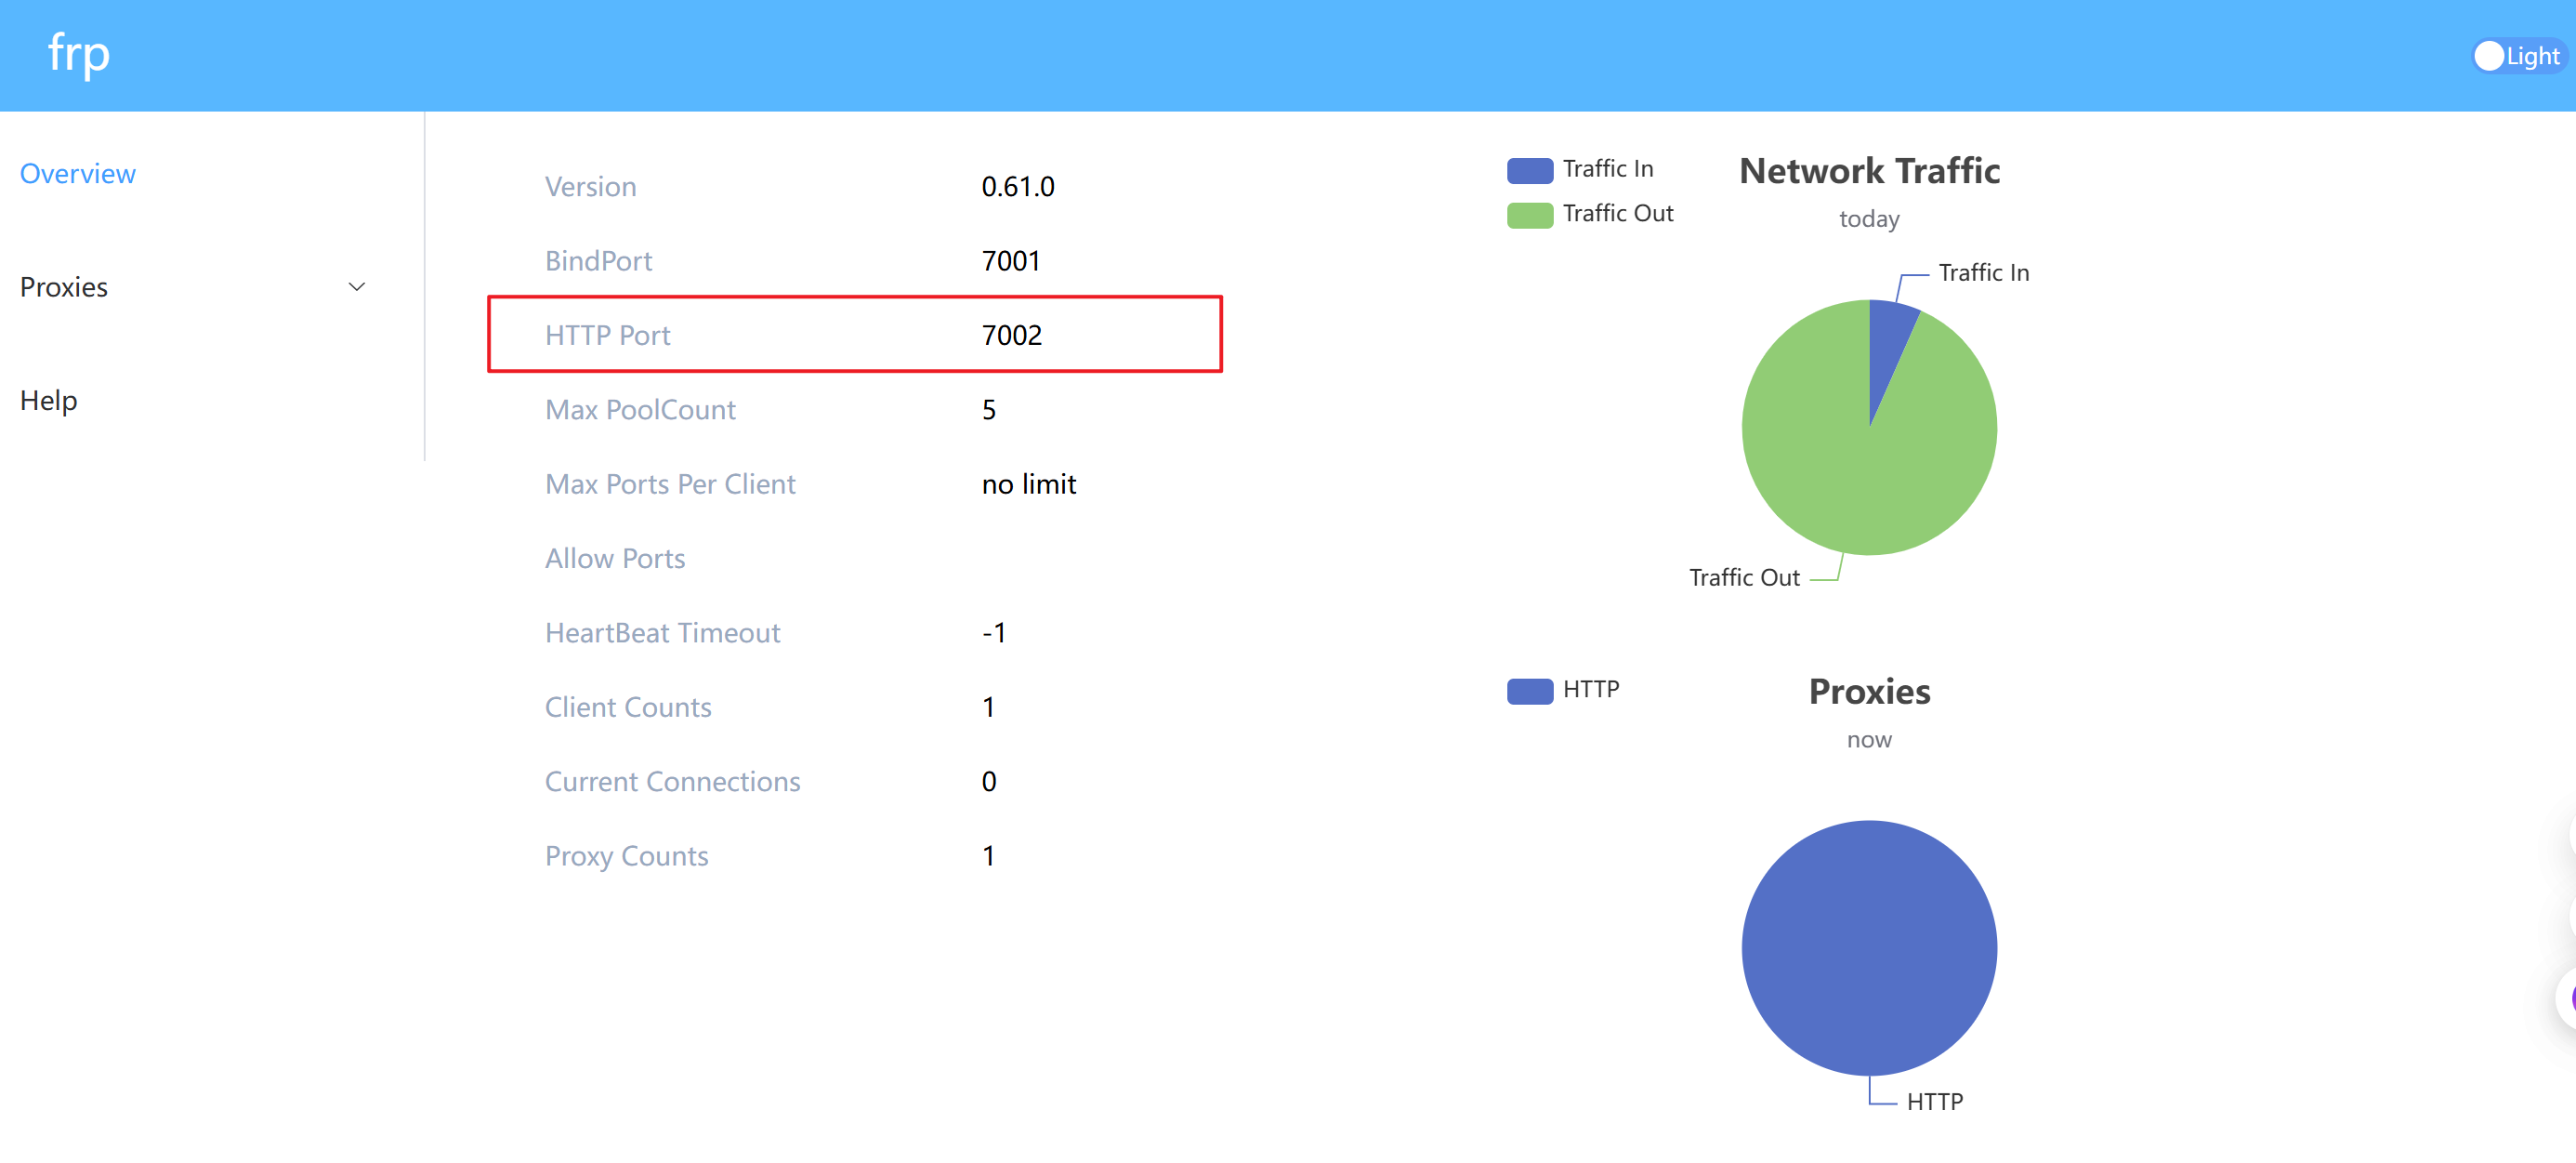 frp
Light
Overview
Proxies
Help
Version 0.61.0
BindPort 7001
HTTP Port 7002
Max PoolCount 5
Max Ports Per Client no limit
Allow Ports
HeartBeat Timeout -1
Client Counts 1
Current Connections 0
Proxy Counts 1
Traffic In
Traffic Out
Network Traffic
today
Traffic In
Traffic Out
HTTP
Proxies
now
HTTP